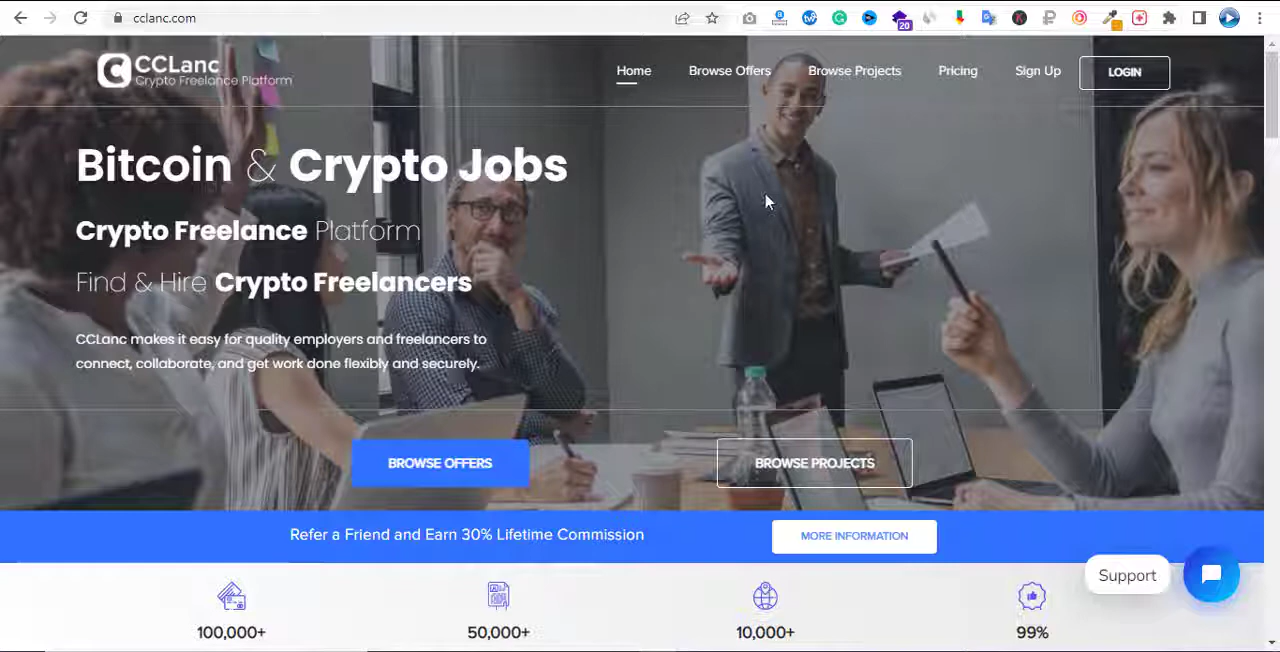 cclanc.com
20
CCLanc
Crypto Freelance Platform
Home
Browse Offers
Browse Projects
Pricing
Sign Up
LOGIN
Bitcoin & Crypto Jobs
Crypto Freelance Platform
Find & Hire Crypto Freelancers
CCLanc makes it easy for quality employers and freelancers to
connect, collaborate, and get work done flexibly and securely.
BROWSE OFFERS
BROWSE PROJECTS
Refer a Friend and Earn 30% Lifetime Commission
MORE INFORMATION
Support
100,000+
50,000+
10,000+
99%